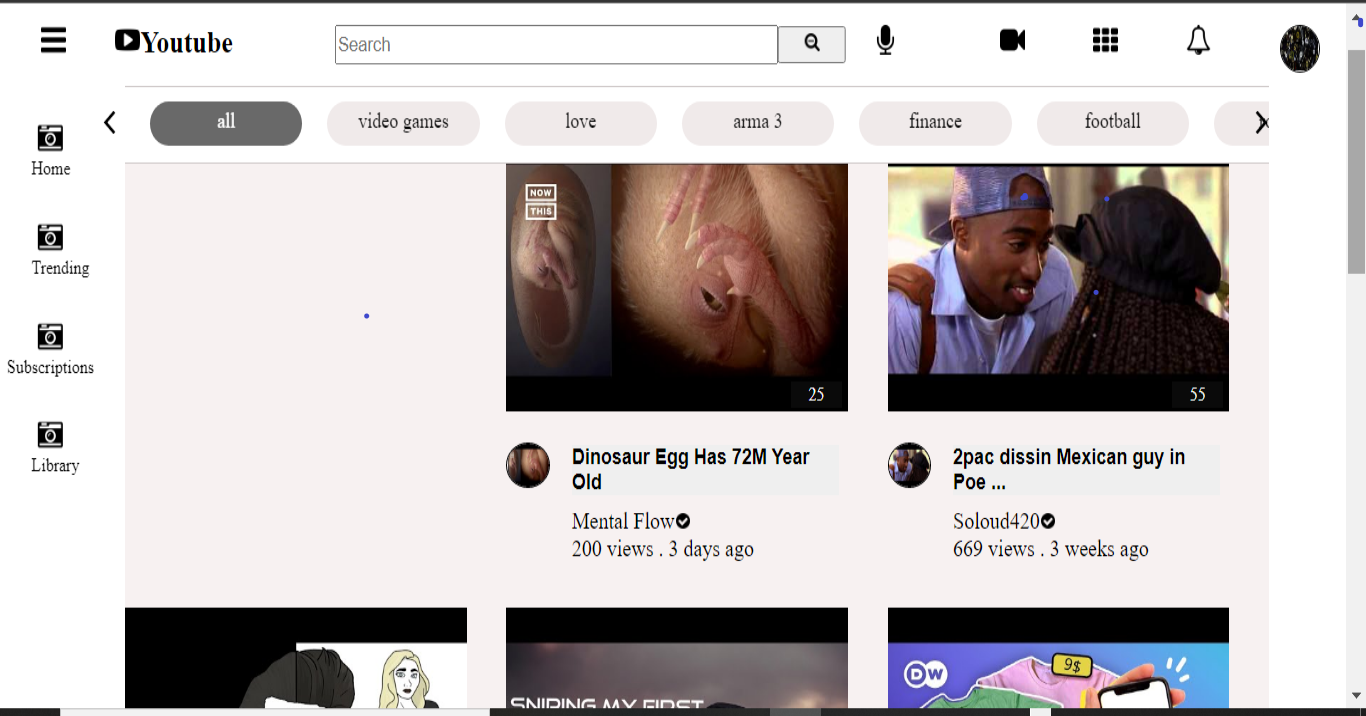 Youtube
Search
all
video games
love
arma 3
finance
football
Home
Trending
Subscriptions
Library
NOW
THIS
25
55
Dinosaur Egg Has 72M Year
Old
Mental Flow
200 views . 3 days ago
2pac dissin Mexican guy in
Poe ...
Soloud420
669 views . 3 weeks ago
SNIPING MY FIRST
DW
9$